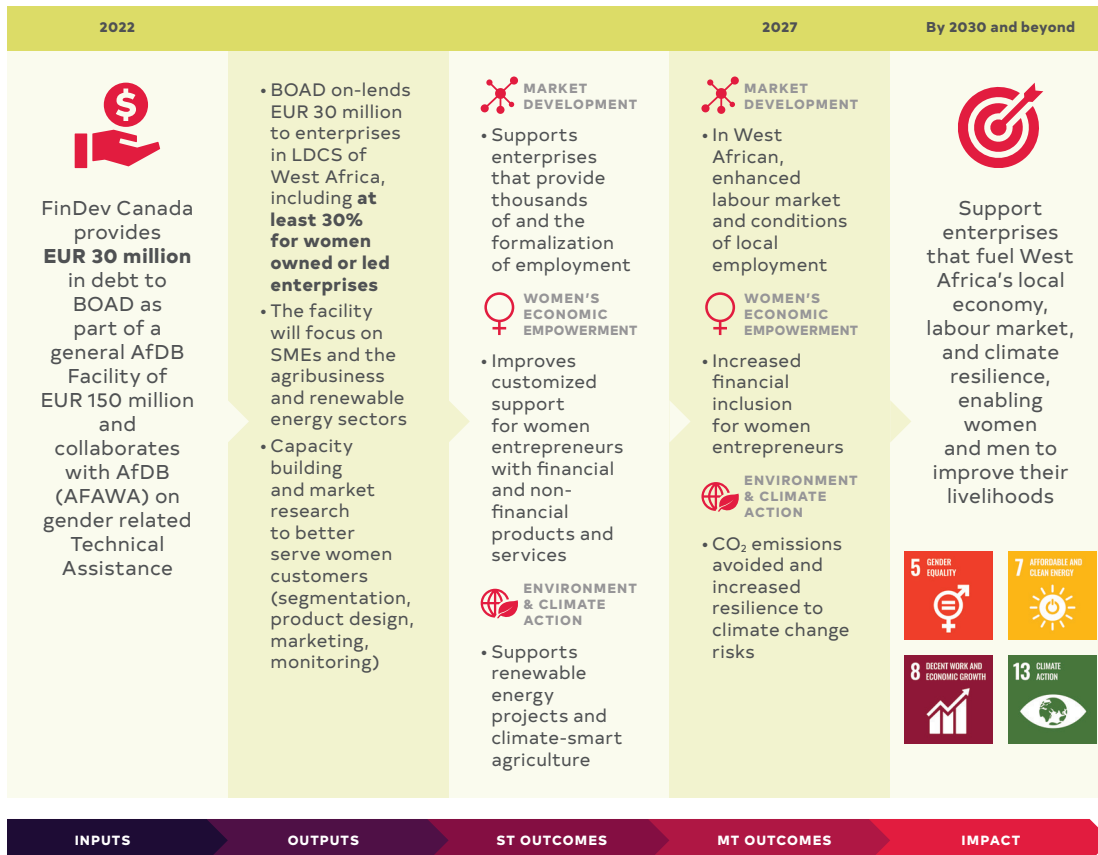 2022
2027
By 2030 and beyond
$
FinDev Canada
provides
EUR 30 million
in debt to
BOAD as
part of a
general AfDB
Facility of
EUR 150 million
and
collaborates
with AfDB
(AFAWA) on
gender related
Technical
Assistance
• BOAD on-lends
EUR 30 million
to enterprises
in LDCS of
West Africa,
including at
least 30%
for women
owned or led
enterprises
• The facility
will focus on
SMEs and the
agribusiness
and renewable
energy sectors
• Capacity
building
and market
research
to better
serve women
customers
(segmentation,
product design,
marketing,
monitoring)
MARKET
DEVELOPMENT
• Supports
enterprises
that provide
thousands
of and the
formalization
of employment
WOMEN'S
ECONOMIC
EMPOWERMENT
• Improves
customized
support
for women
entrepreneurs
with financial
and non-
financial
products and
services
ENVIRONMENT
& CLIMATE
ACTION
• Supports
renewable
energy
projects and
climate-smart
agriculture
MARKET
DEVELOPMENT
• In West
African,
enhanced
labour market
and conditions
of local
employment
WOMEN'S
ECONOMIC
EMPOWERMENT
• Increased
financial
inclusion
for women
entrepreneurs
ENVIRONMENT
& CLIMATE
ACTION
• CO₂ emissions
avoided and
increased
resilience to
climate change
risks
Support
enterprises
that fuel West
Africa's local
economy,
labour market,
and climate
resilience,
enabling
women
and men to
improve their
livelihoods
5 GENDER
EQUALITY
7 AFFORDABLE AND
CLEAN ENERGY
8 DECENT WORK AND
ECONOMIC GROWTH
13 CLIMATE
ACTION
INPUTS
OUTPUTS
ST OUTCOMES
MT OUTCOMES
IMPACT